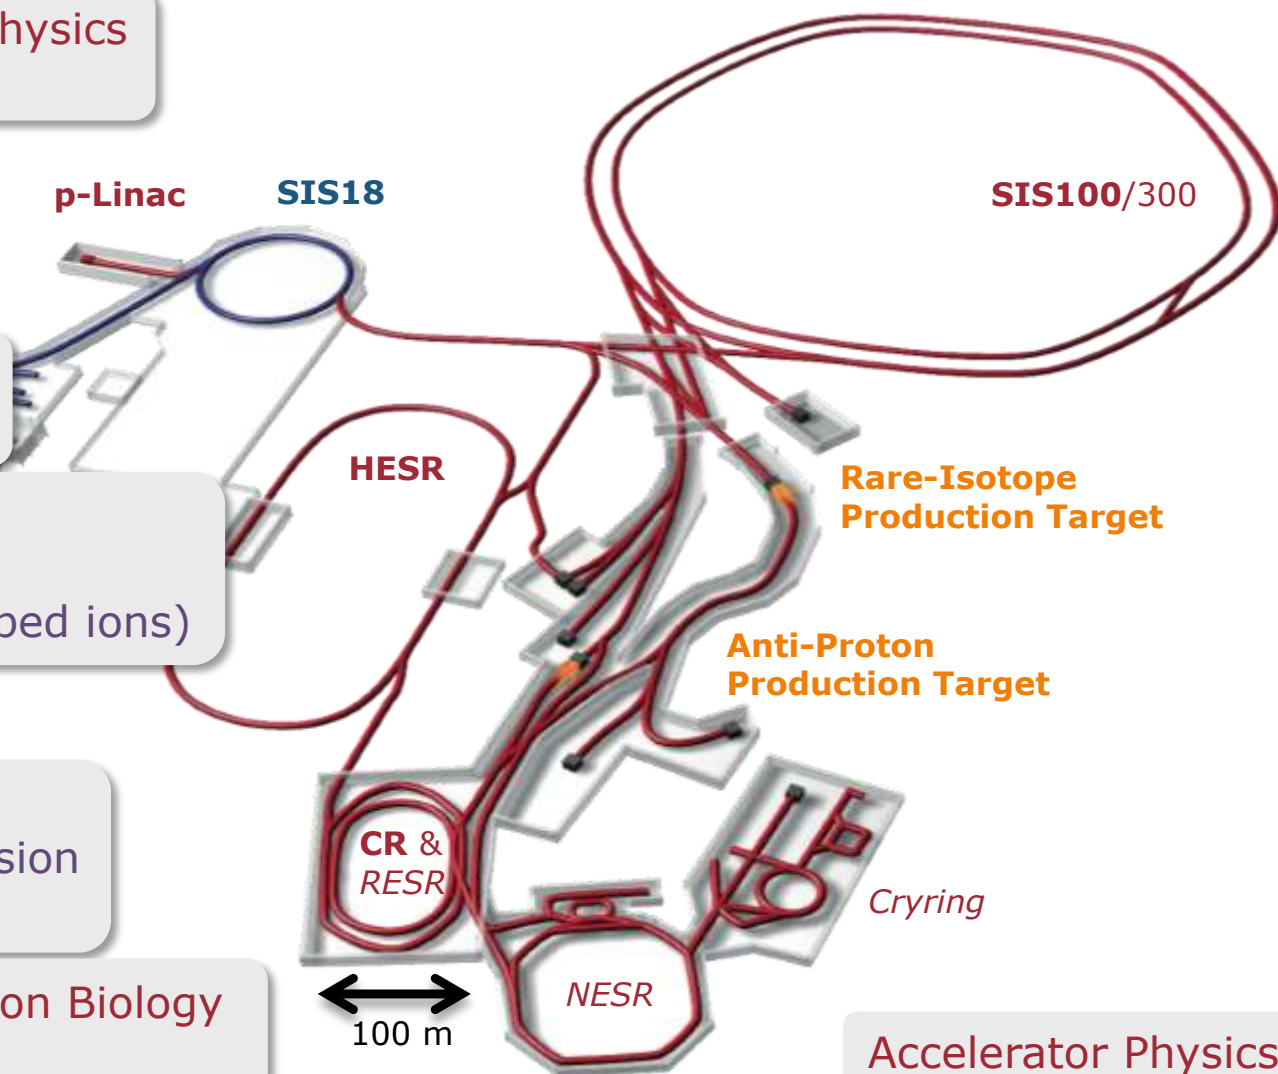 hysics
p-Linac
SIS18
SIS100/300
HESR
Rare-Isotope
Production Target
ped ions)
Anti-Proton
Production Target
sion
CR &
RESR
Cryring
on Biology
NESR
100 m
Accelerator Physics